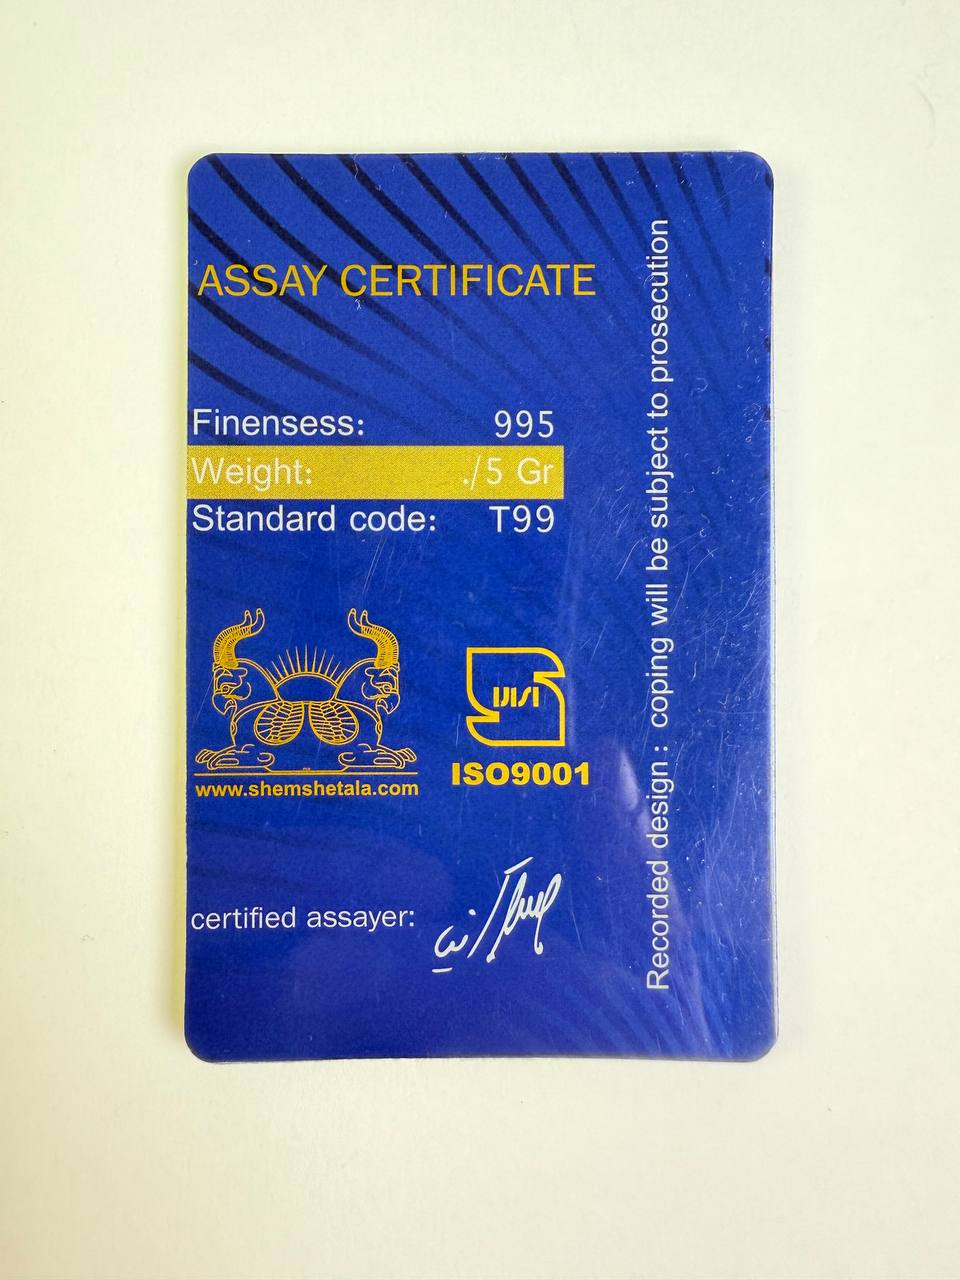 ASSAY CERTIFICATE
Finensess: 995
Weight: ./5 Gr
Standard code: T99
www.shemshetala.com
ISO9001
certified assayer:
Recorded design : coping will be subject to prosecution